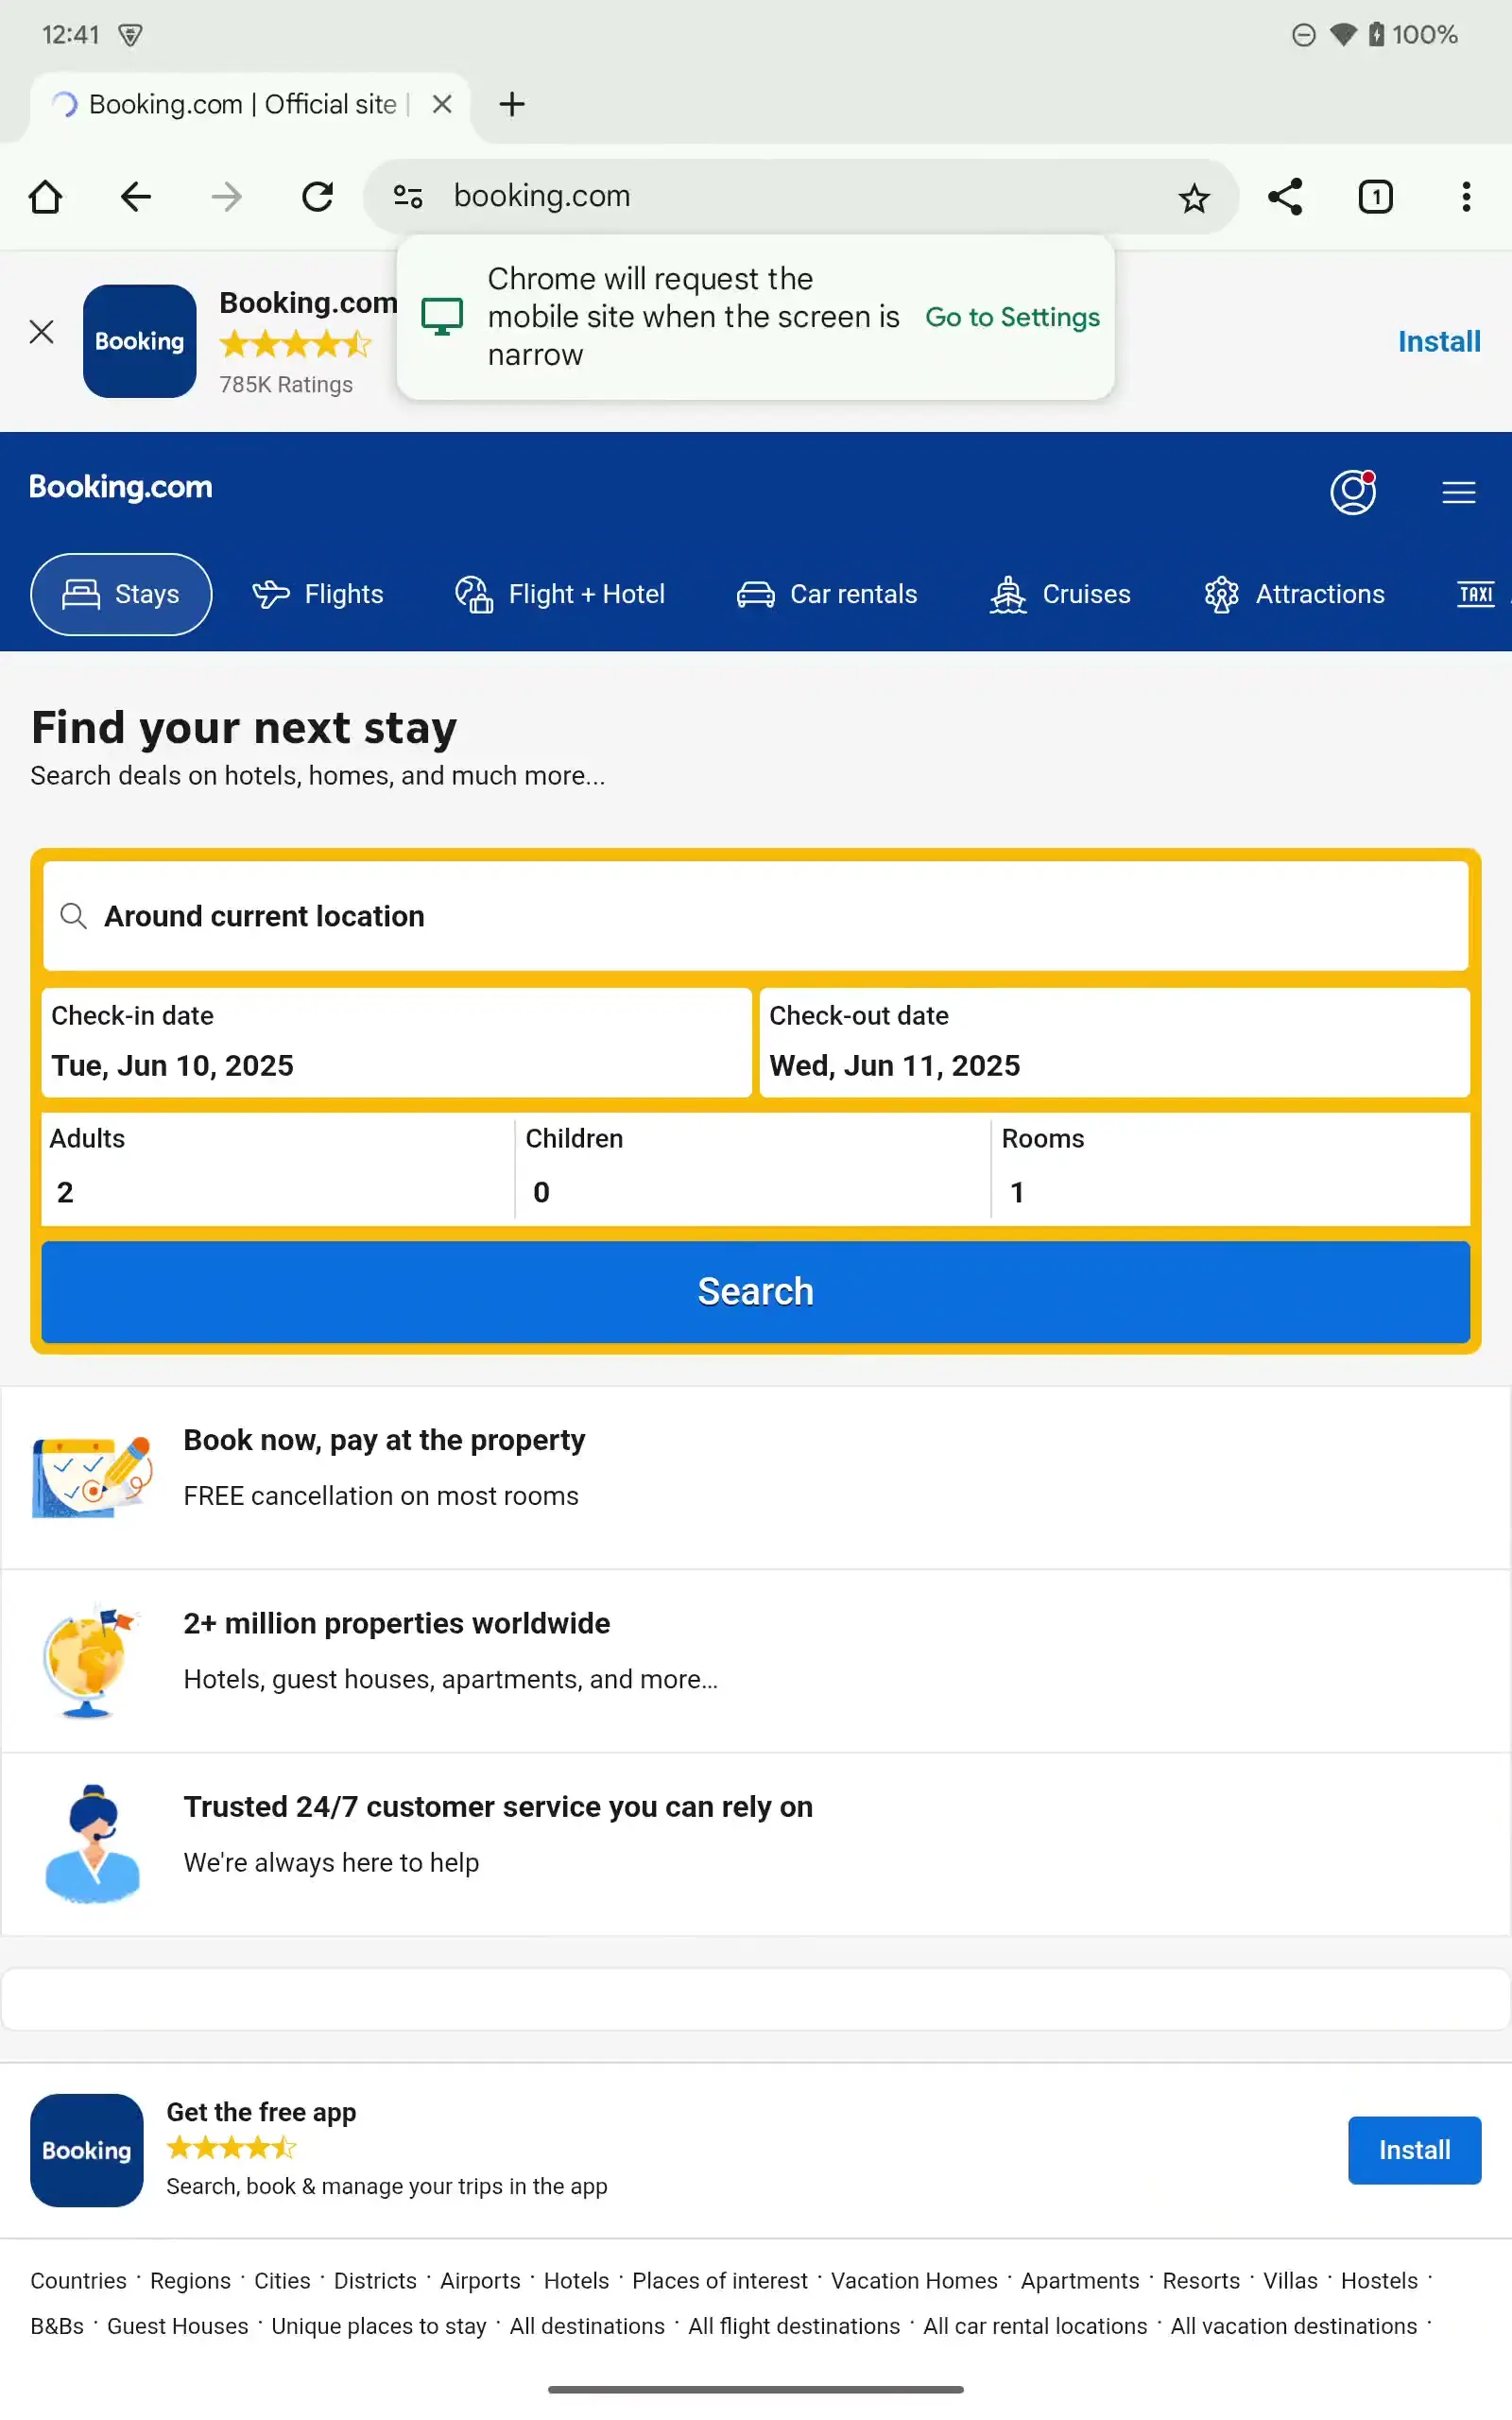 12:41
100%
Booking.com | Official site |
booking.com
1
Chrome will request the
mobile site when the screen is
narrow
Go to Settings
Booking
Booking.com
785K Ratings
Install
Booking.com
Stays
Flights
Flight + Hotel
Car rentals
Cruises
Attractions
TAXI
Find your next stay
Search deals on hotels, homes, and much more...
Around current location
Check-in date
Tue, Jun 10, 2025
Check-out date
Wed, Jun 11, 2025
Adults
2
Children
0
Rooms
1
Search
Book now, pay at the property
FREE cancellation on most rooms
2+ million properties worldwide
Hotels, guest houses, apartments, and more…
Trusted 24/7 customer service you can rely on
We're always here to help
Booking
Get the free app
Search, book & manage your trips in the app
Install
Countries · Regions · Cities · Districts · Airports · Hotels · Places of interest · Vacation Homes · Apartments · Resorts · Villas · Hostels ·
B&Bs · Guest Houses · Unique places to stay · All destinations · All flight destinations · All car rental locations · All vacation destinations ·